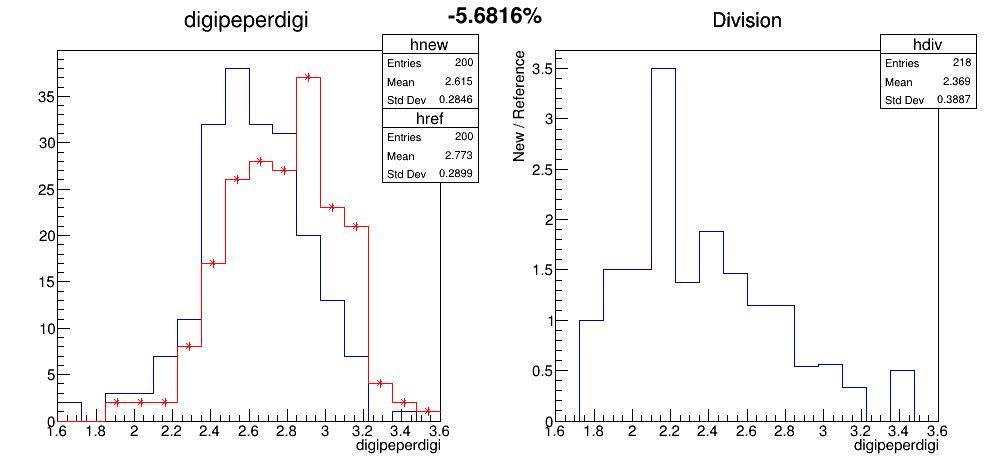 digipeperdigi
-5.6816%
Division
hnew
Entries 200
Mean 2.615
Std Dev 0.2846
href
Entries 200
Mean 2.773
Std Dev 0.2899
35
30
25
20
15
10
5
0
1.6 1.8 2 2.2 2.4 2.6 2.8 3 3.2 3.4 3.6
digipeperdigi
hdiv
Entries 218
Mean 2.369
Std Dev 0.3887
New / Reference
3.5
3
2.5
2
1.5
1
0.5
0
1.6 1.8 2 2.2 2.4 2.6 2.8 3 3.2 3.4 3.6
digipeperdigi